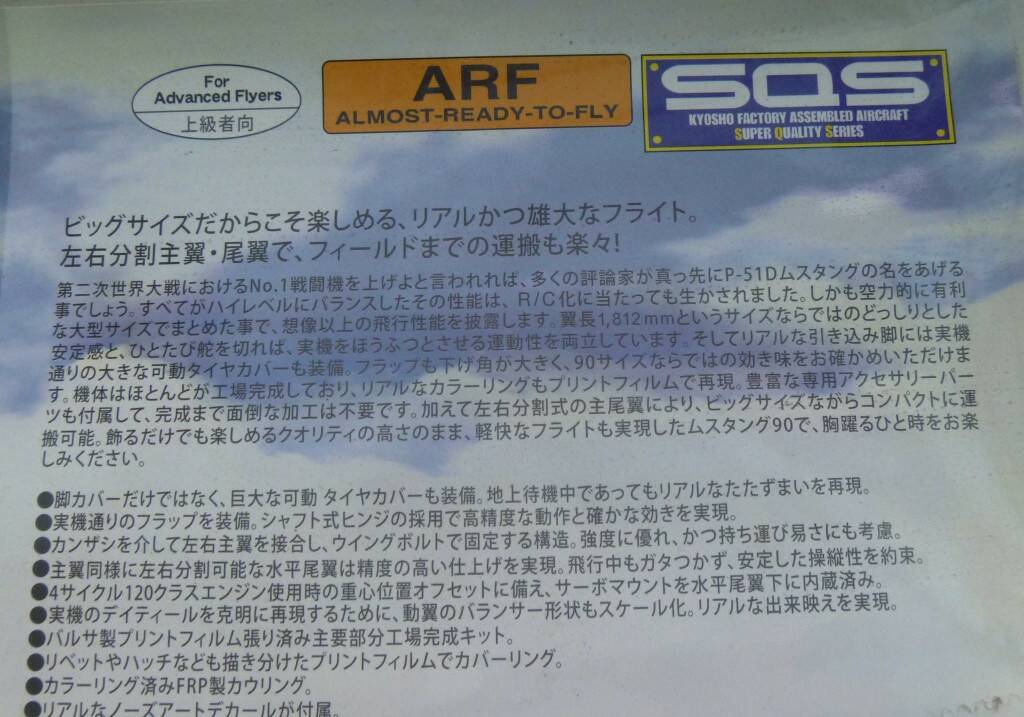 For
Advanced Flyers
上級者向
ARF
ALMOST-READY-TO-FLY
SQS
KYOSHO FACTORY ASSEMBLED AIRCRAFT
SUPER QUALITY SERIES
ビッグサイズだからこそ楽しめる、リアルかつ雄大なフライト。
左右分割主翼・尾翼で、フィールドまでの運搬も楽々!
第二次世界大戦におけるNo.1戦闘機を上げよと言われれば、多くの評論家が真っ先にP-51Dムスタングの名をあげる
事でしょう。すべてがハイレベルにバランスしたその性能は、R/C化に当たっても生かされました。しかも空力的に有利
な大型サイズでまとめた事で、想像以上の飛行性能を披露します。翼長1,812mmというサイズならではのどっしりとした
安定感と、ひとたび舵を切れば、実機をほうふつとさせる運動性を両立しています。そしてリアルな引き込み脚には実機
通りの大きな可動タイヤカバーも装備。フラップも下げ角が大きく、90サイズならではの効き味をお確かめいただけま
す。機体はほとんどが工場完成しており、リアルなカラーリングもプリントフィルムで再現。豊富な専用アクセサリーパー
ツも付属して、完成まで面倒な加工は不要です。加えて左右分割式の主尾翼により、ビッグサイズながらコンパクトに運
搬可能。飾るだけでも楽しめるクオリティの高さのまま、軽快なフライトも実現したムスタング90で、胸躍るひと時をお楽
しみください。
●脚カバーだけではなく、巨大な可動 タイヤカバーも装備。地上待機中であってもリアルなたたずまいを再現。
●実機通りのフラップを装備。シャフト式ヒンジの採用で高精度な動作と確かな効きを実現。
●カンザシを介して左右主翼を接合し、ウイングボルトで固定する構造。強度に優れ、かつ持ち運び易さにも考慮。
●主翼同様に左右分割可能な水平尾翼は精度の高い仕上げを実現。飛行中もガタつかず、安定した操縦性を約束。
●4サイクル120クラスエンジン使用時の重心位置オフセットに備え、サーボマウントを水平尾翼下に内蔵済み。
●実機のデイティールを克明に再現するために、動翼のバランサー形状もスケール化。リアルな出来映えを実現。
●バルサ製プリントフィルム張り済み主要部分工場完成キット。
●リベットやハッチなども描き分けたプリントフィルムでカバーリング。
●カラーリング済みFRP製カウリング。
●リアルなノーズアートデカールが付属。